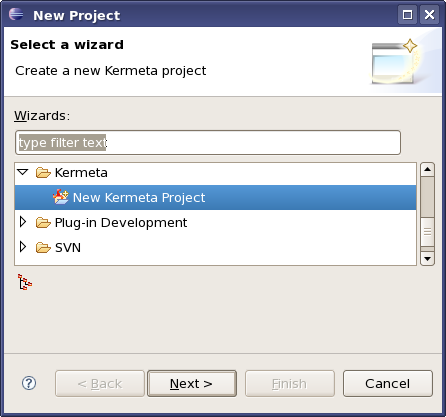 New Project
Select a wizard
Create a new Kermeta project
Wizards:
type filter text
Kermeta
New Kermeta Project
Plug-in Development
SVN
?
< Back
Next >
Finish
Cancel